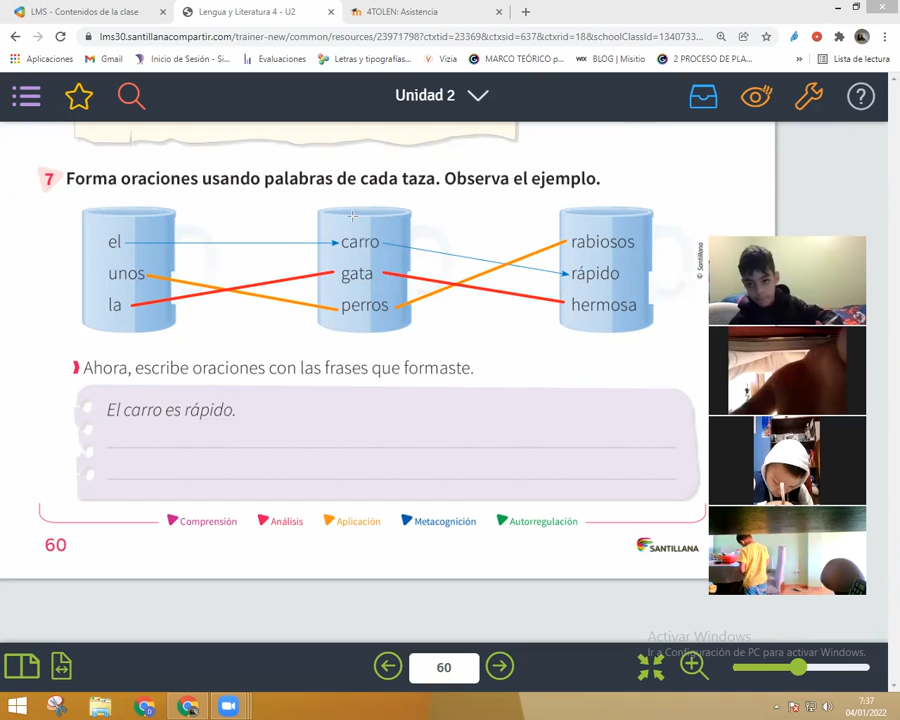 LMS - Contenidos de la clase
Lengua y Literatura 4 - U2
4TOLEN: Asistencia
lms30.santillanacompartir.com/trainer-new/common/resources/23971798?ctxtid=23369&ctxsid=637&ctxrid=18&schoolClassId=1340733...
Aplicaciones
Gmail
Inicio de Sesión - Si...
Evaluaciones
Letras y tipografías...
Vizia
MARCO TEÓRICO p...
WIX BLOG | Misitio
2 PROCESO DE PLA...
»
Lista de lectura
Unidad 2
7 Forma oraciones usando palabras de cada taza. Observa el ejemplo.
el carro rabiosos
unos gata rápido
la perros hermosa
© Santillana
Ahora, escribe oraciones con las frases que formaste.
El carro es rápido.
Comprensión Análisis Aplicación Metacognición Autorregulación
60
SANTILLANA
Activar Windows
Ir a Configuración de PC para activar Windows.
60
7:37
04/01/2022